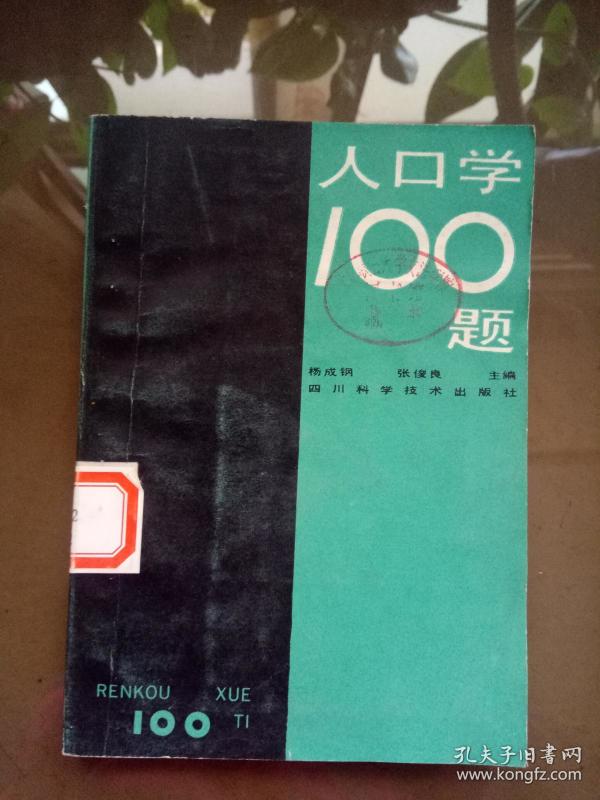 人口学
100
题
杨成钢 张俊良 主编
四川科学技术出版社
2
RENKOU XUE
100 TI
孔夫子旧书网
www.kongfz.com